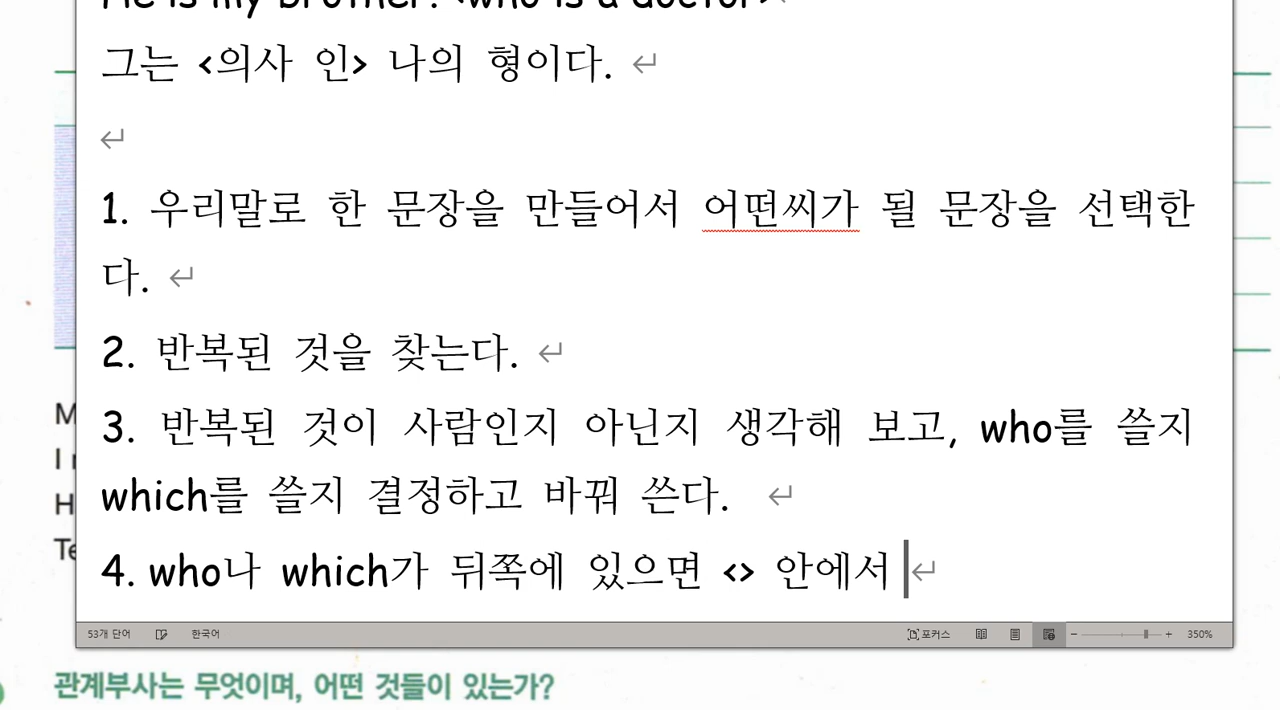 He is my brother. <who is a doctor>
그는 <의사 인> 나의 형이다.
1. 우리말로 한 문장을 만들어서 어떤씨가 될 문장을 선택한
다.
2. 반복된 것을 찾는다.
3. 반복된 것이 사람인지 아닌지 생각해 보고, who를 쓸지
which를 쓸지 결정하고 바꿔 쓴다.
4. who나 which가 뒤쪽에 있으면 <> 안에서
53개 단어 한국어 포커스 350%
관계부사는 무엇이며, 어떤 것들이 있는가?